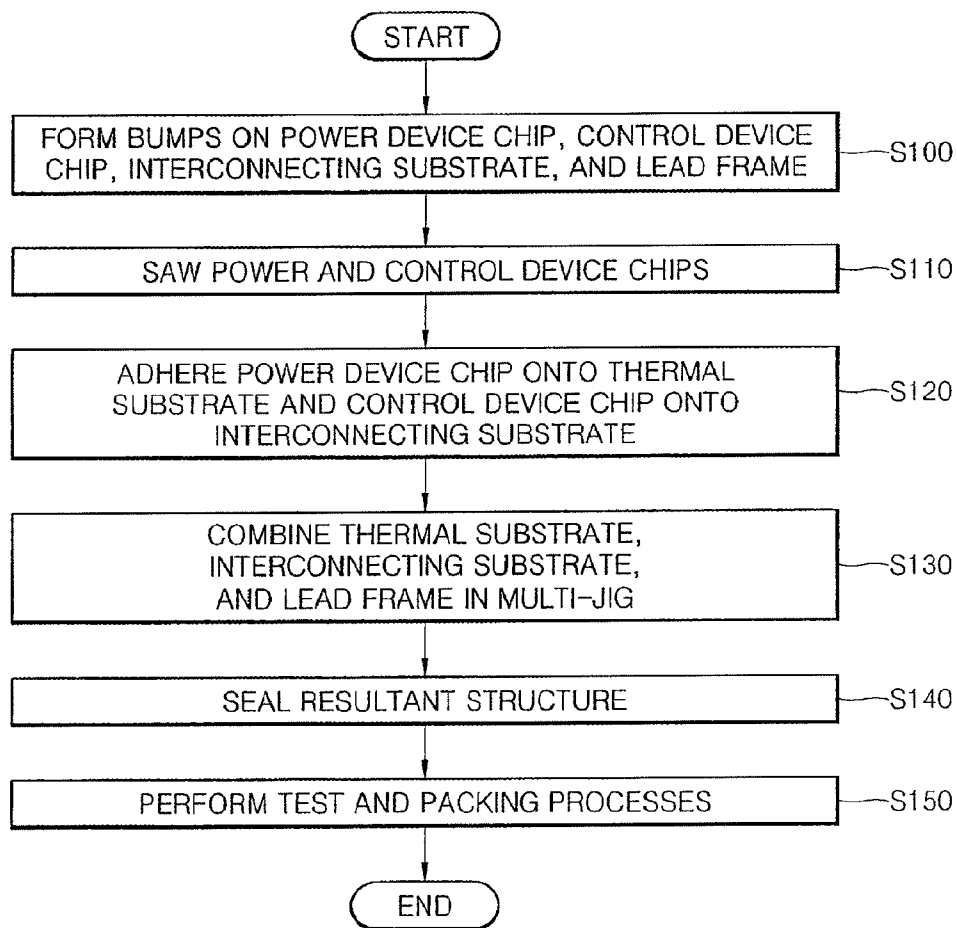 START
FORM BUMPS ON POWER DEVICE CHIP, CONTROL DEVICE
CHIP, INTERCONNECTING SUBSTRATE, AND LEAD FRAME
S100
SAW POWER AND CONTROL DEVICE CHIPS
S110
ADHERE POWER DEVICE CHIP ONTO THERMAL
SUBSTRATE AND CONTROL DEVICE CHIP ONTO
INTERCONNECTING SUBSTRATE
S120
COMBINE THERMAL SUBSTRATE,
INTERCONNECTING SUBSTRATE,
AND LEAD FRAME IN MULTI-JIG
S130
SEAL RESULTANT STRUCTURE
S140
PERFORM TEST AND PACKING PROCESSES
S150
END